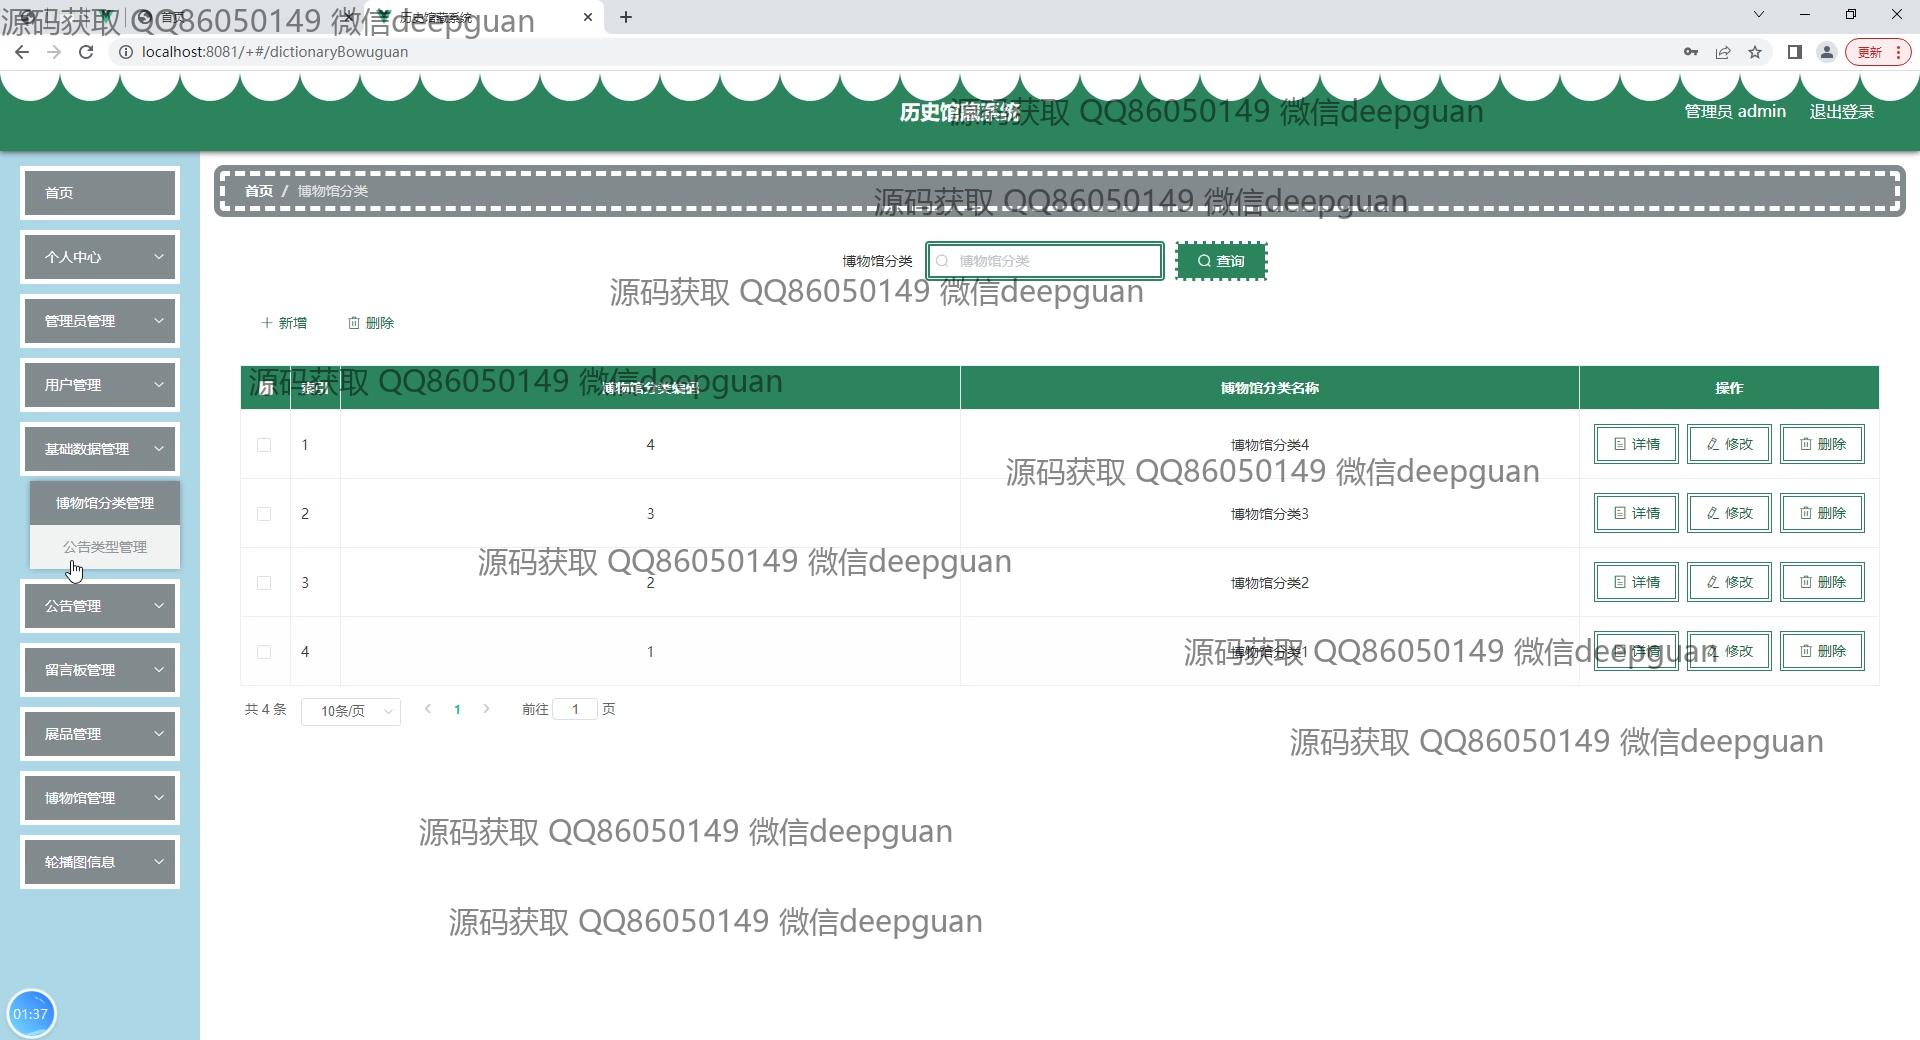 首页
历史馆藏系统
源码获取 QQ86050149 微信deepguan
localhost:8081/+#/dictionaryBowuguan
更新
历史馆藏系统
源码获取 QQ86050149 微信deepguan
管理员 admin
退出登录
首页
个人中心
管理员管理
用户管理
基础数据管理
博物馆分类管理
公告类型管理
公告管理
留言板管理
展品管理
博物馆管理
轮播图信息
01:37
首页 / 博物馆分类
源码获取 QQ86050149 微信deepguan
博物馆分类 博物馆分类 查询
源码获取 QQ86050149 微信deepguan
新增 删除
源码获取 QQ86050149 微信deepguan
索引 博物馆分类编码 博物馆分类名称 操作
1 4 博物馆分类4 详情 修改 删除
源码获取 QQ86050149 微信deepguan
2 3 博物馆分类3 详情 修改 删除
源码获取 QQ86050149 微信deepguan
3 2 博物馆分类2 详情 修改 删除
4 1 博物馆分类1 详情 修改 删除
源码获取 QQ86050149 微信deepguan
共 4 条 10条/页 1 前往 1 页
源码获取 QQ86050149 微信deepguan
源码获取 QQ86050149 微信deepguan
源码获取 QQ86050149 微信deepguan